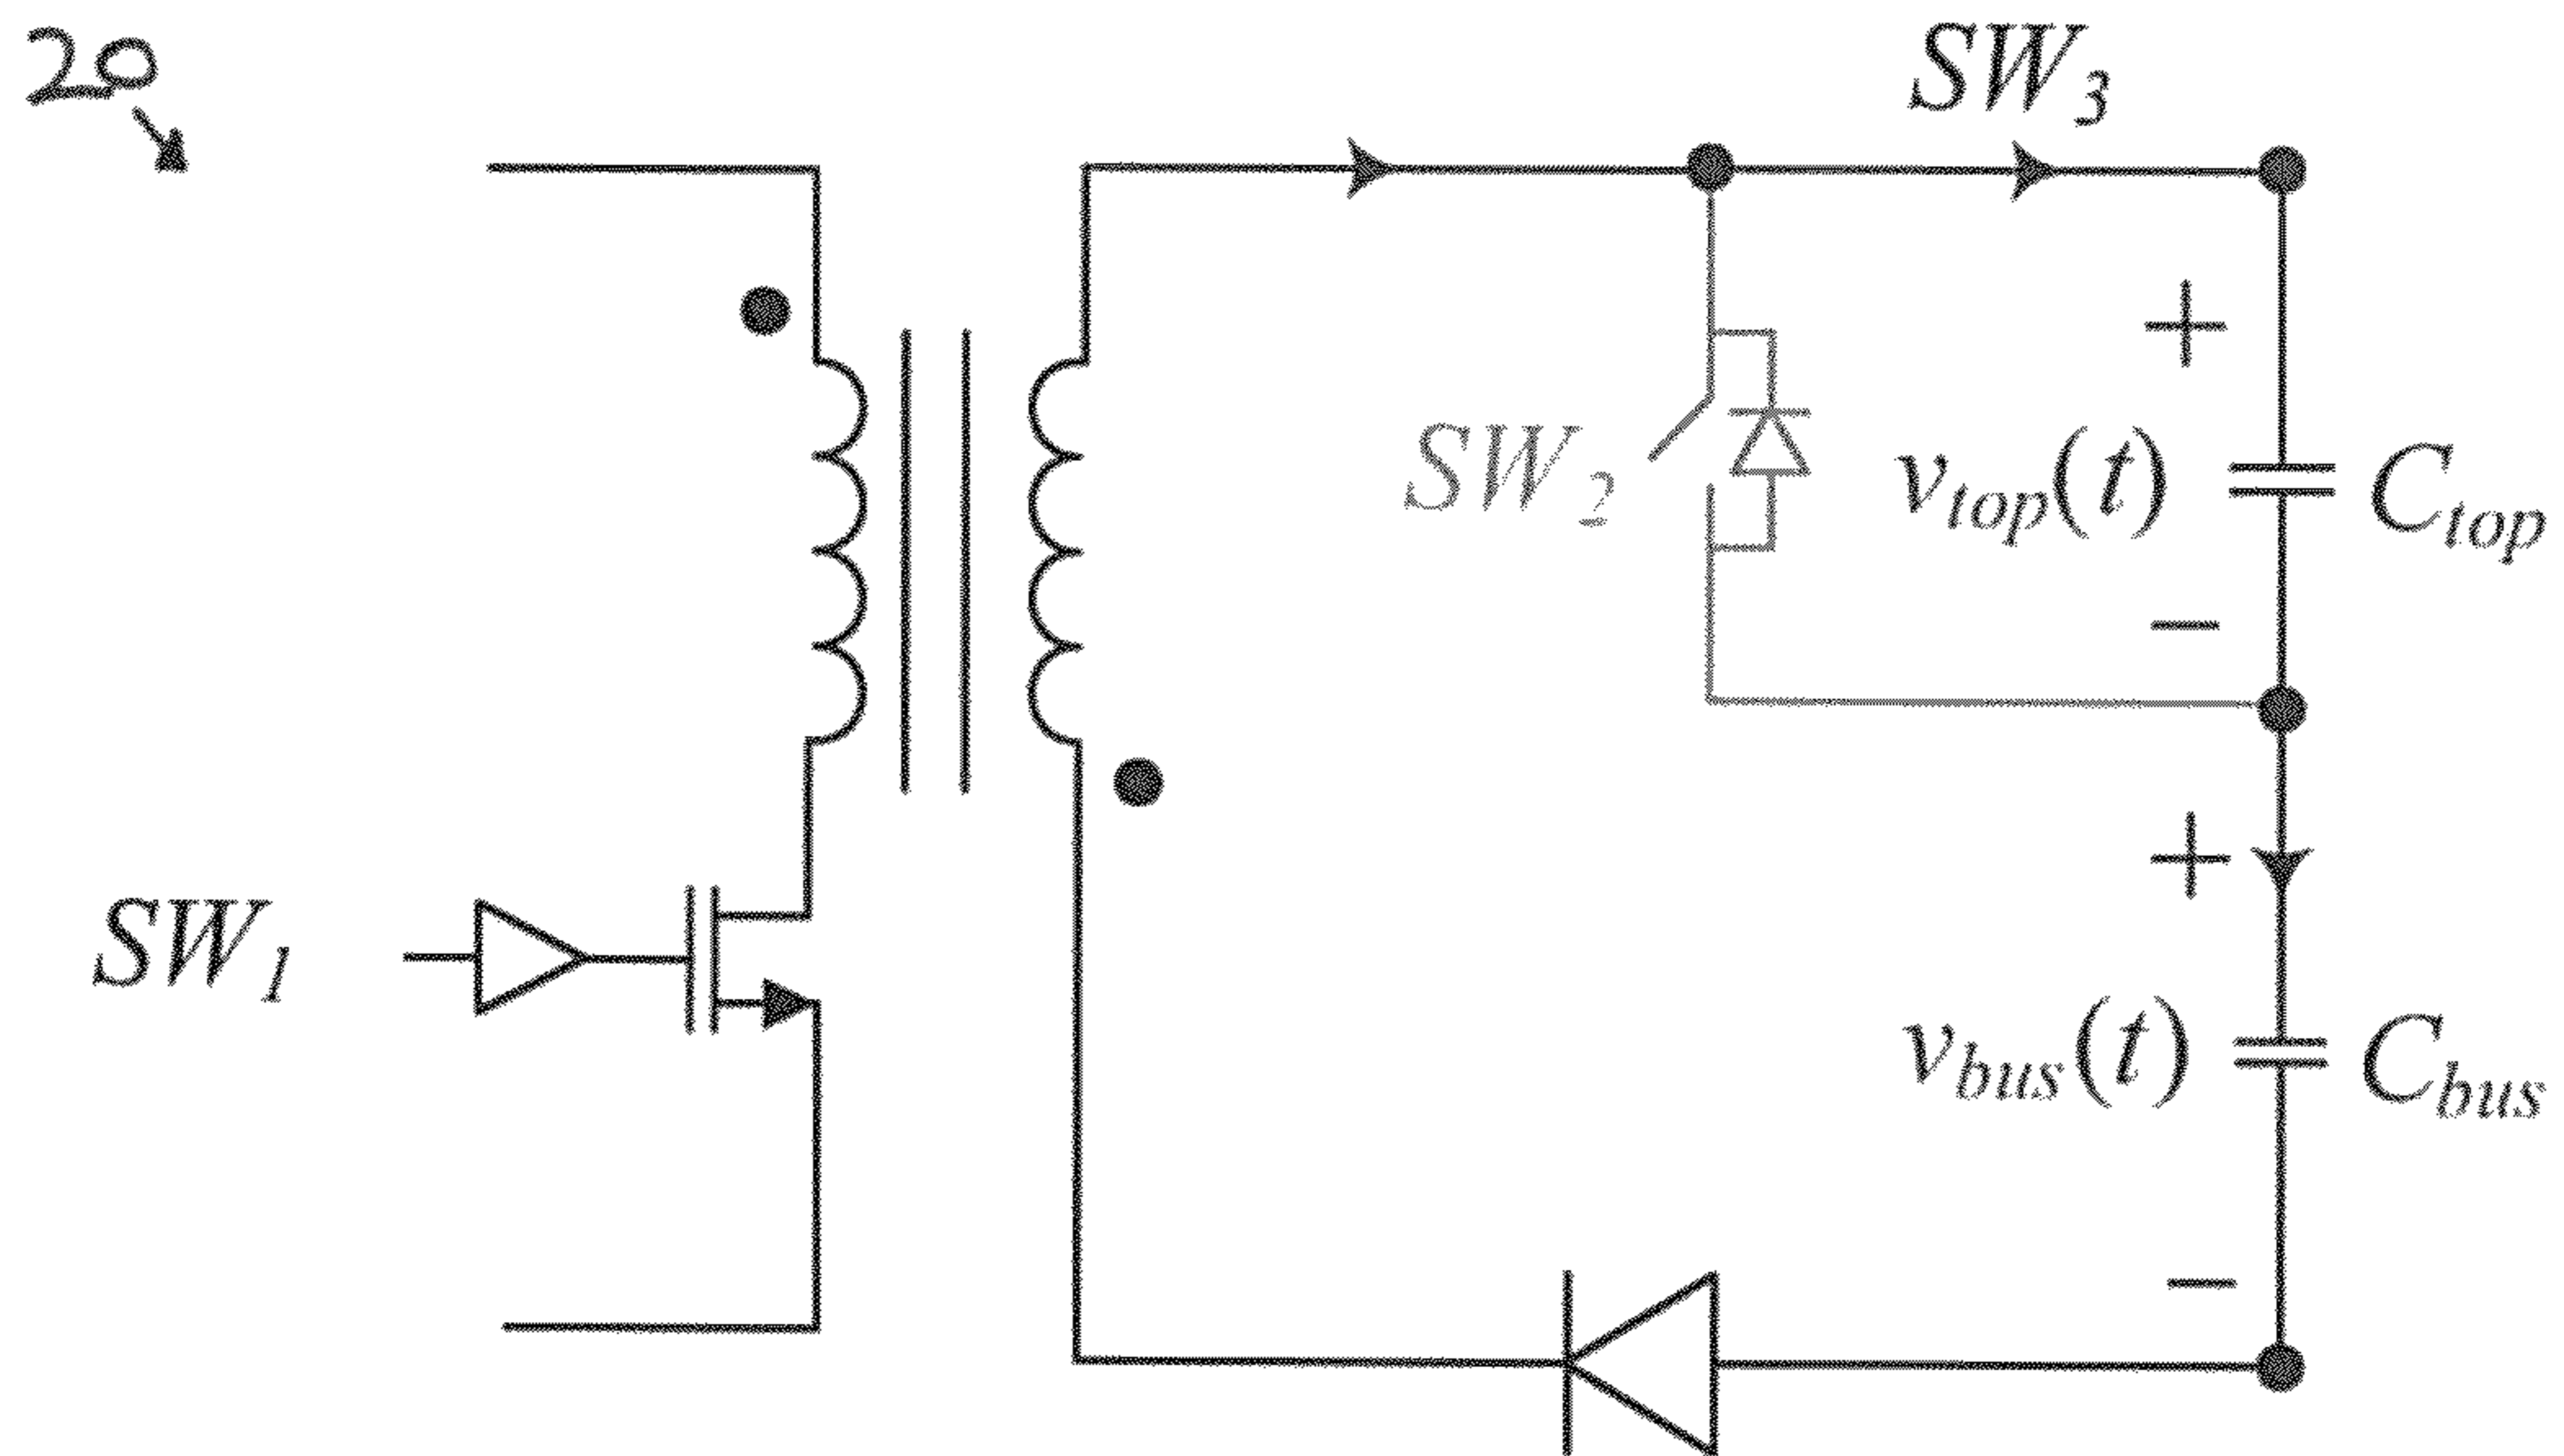 20
SW3
+
SW2
vtop(t)
Ctop
−
+
SW1
vbus(t)
Cbus
−